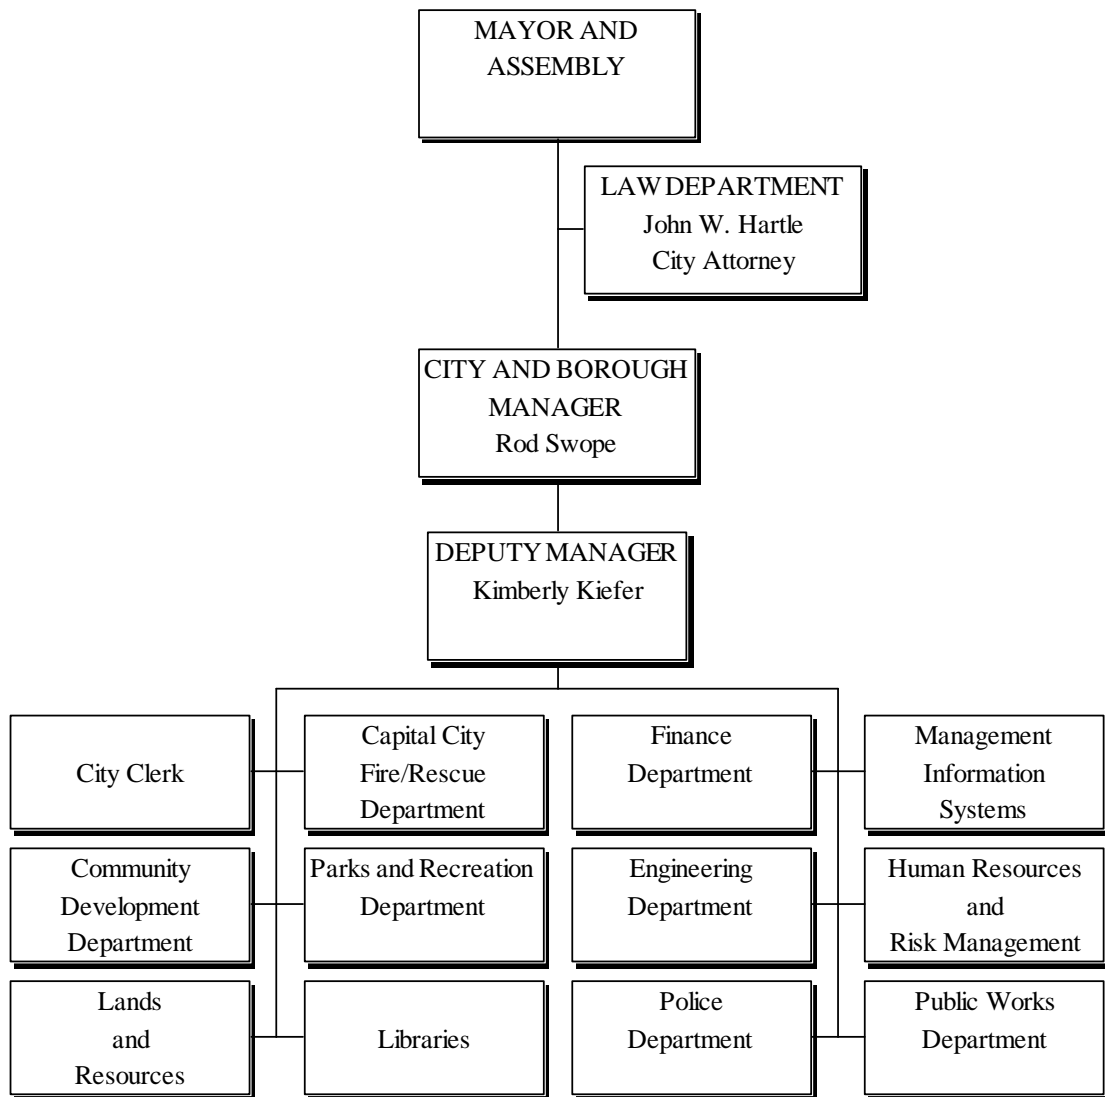 MAYOR AND
ASSEMBLY
LAW DEPARTMENT
John W. Hartle
City Attorney
CITY AND BOROUGH
MANAGER
Rod Swope
DEPUTY MANAGER
Kimberly Kiefer
City Clerk
Capital City
Fire/Rescue
Department
Finance
Department
Management
Information
Systems
Community
Development
Department
Parks and Recreation
Department
Engineering
Department
Human Resources
and
Risk Management
Lands
and
Resources
Libraries
Police
Department
Public Works
Department